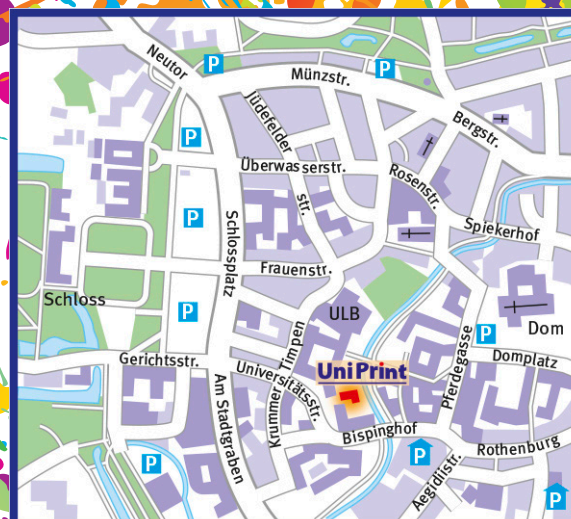 Neutor
P
P
Münzstr.
Jüdefelder
str.
Bergstr.
P
Überwasserstr.
Rosenstr.
P
Schlossplatz
Spiekerhof
Frauenstr.
Schloss
P
ULB
P
Dom
Gerichtsstr.
Krummer Timpen
Domplatz
Universitätsstr.
UniPrint
Pferdegasse
Am Stadtgraben
Bispinghof
P
P
Rothenburg
Aegidiistr.
P